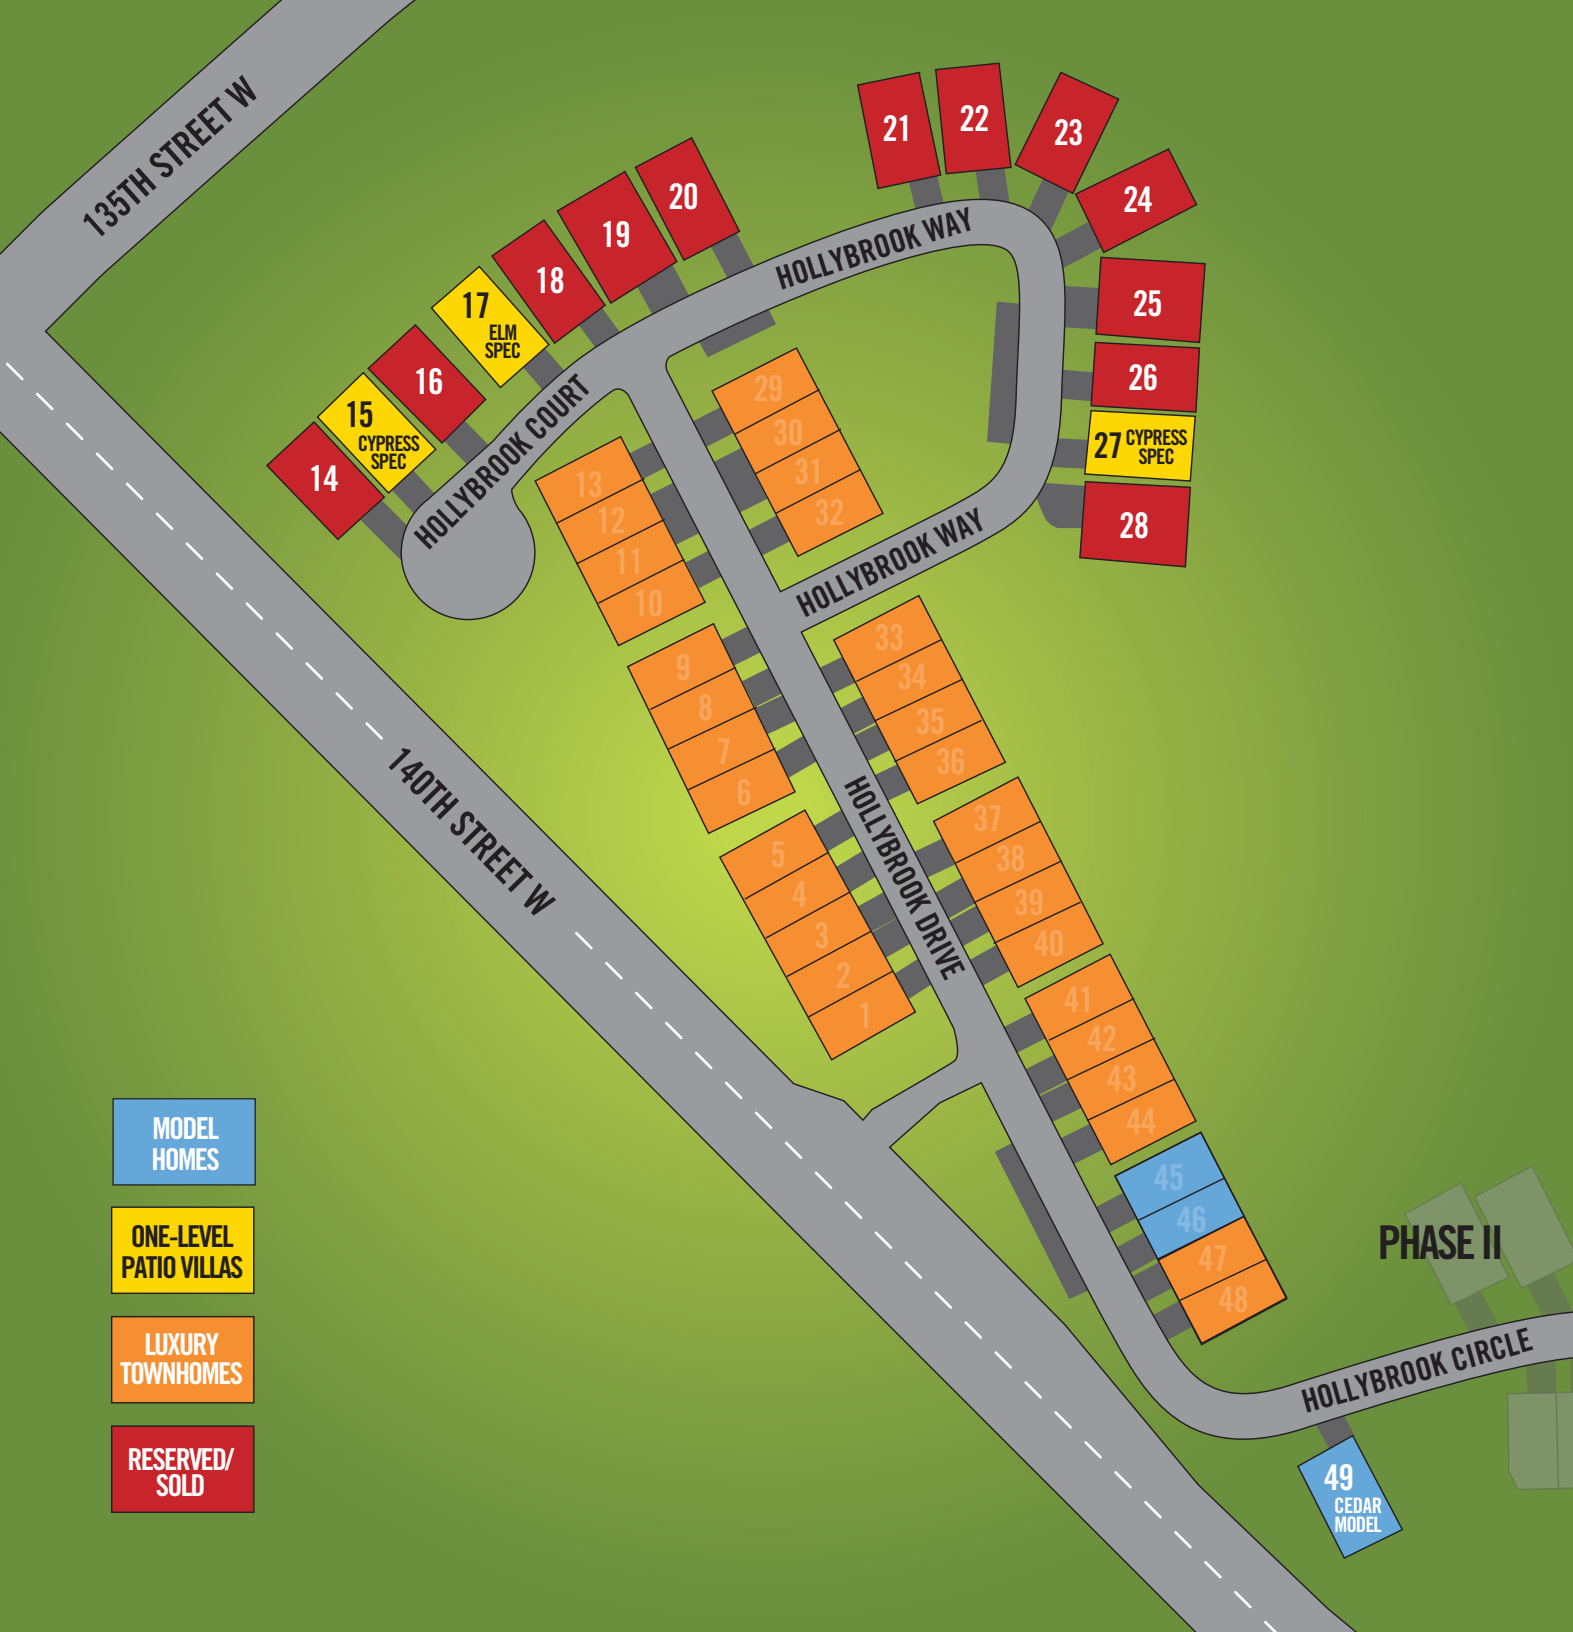 135TH STREET W
21
22
23
24
20
19
18
17
ELM
SPEC
16
15
CYPRESS
SPEC
14
HOLLYBROOK WAY
HOLLYBROOK COURT
25
26
27
CYPRESS
SPEC
28
29
30
31
32
13
12
11
10
HOLLYBROOK WAY
9
8
7
6
33
34
35
36
140TH STREET W
HOLLYBROOK DRIVE
5
4
3
2
1
37
38
39
40
41
42
43
44
45
46
47
48
MODEL
HOMES
ONE-LEVEL
PATIO VILLAS
LUXURY
TOWNHOMES
RESERVED/
SOLD
PHASE II
HOLLYBROOK CIRCLE
49
CEDAR
MODEL